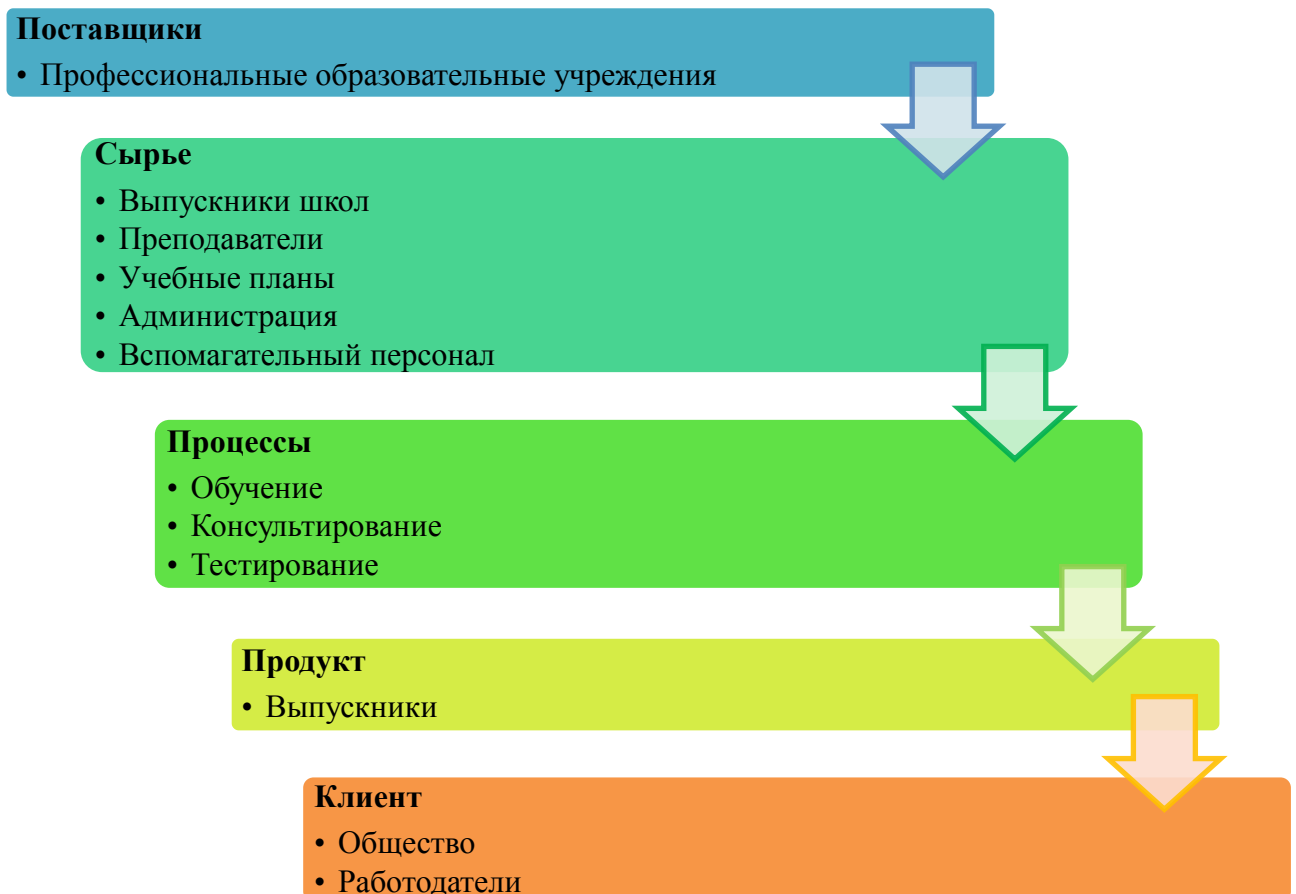 Поставщики
• Профессиональные образовательные учреждения
Сырье
• Выпускники школ
• Преподаватели
• Учебные планы
• Администрация
• Вспомагательный персонал
Процессы
• Обучение
• Консультирование
• Тестирование
Продукт
• Выпускники
Клиент
• Общество
• Работодатели